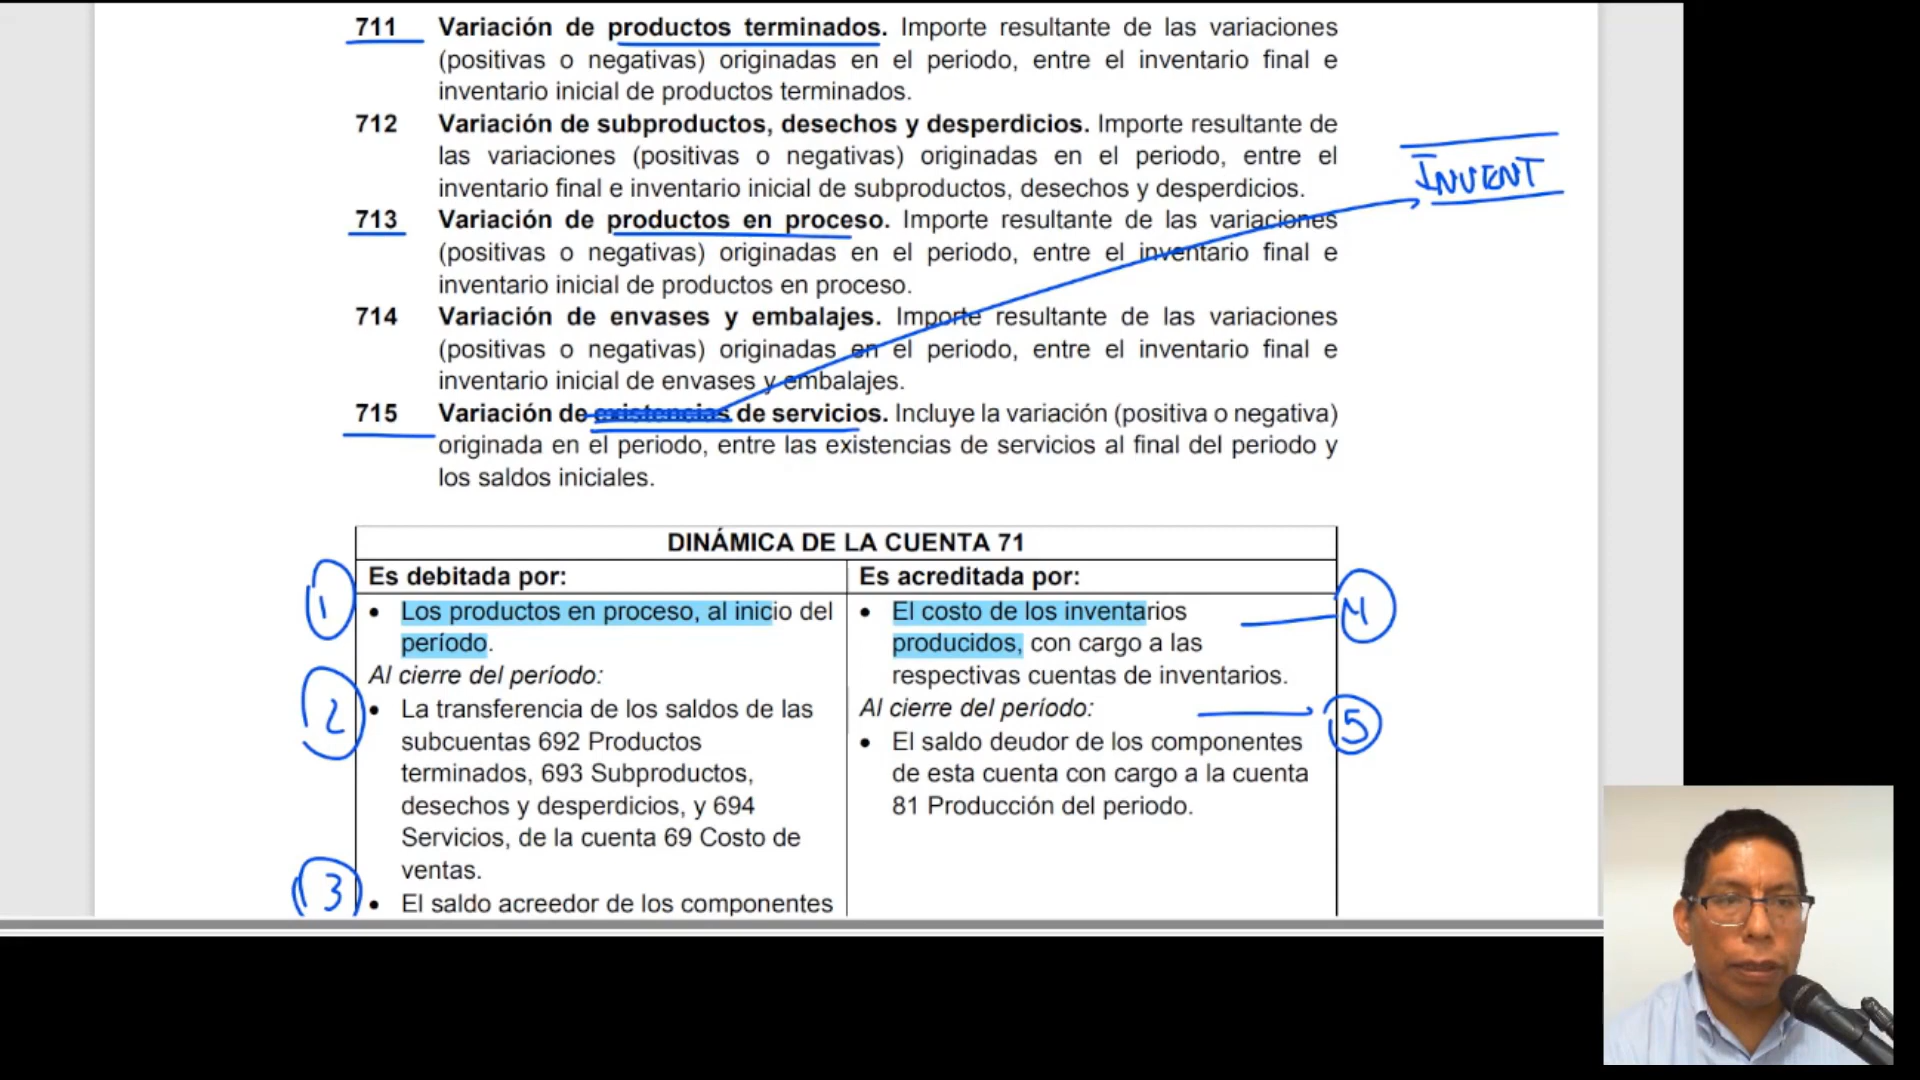 711 Variación de productos terminados. Importe resultante de las variaciones
(positivas o negativas) originadas en el periodo, entre el inventario final e
inventario inicial de productos terminados.
712 Variación de subproductos, desechos y desperdicios. Importe resultante de
las variaciones (positivas o negativas) originadas en el periodo, entre el
inventario final e inventario inicial de subproductos, desechos y desperdicios.
INVENT
713 Variación de productos en proceso. Importe resultante de las variaciones
(positivas o negativas) originadas en el periodo, entre el inventario final e
inventario inicial de productos en proceso.
714 Variación de envases y embalajes. Importe resultante de las variaciones
(positivas o negativas) originadas en el periodo, entre el inventario final e
inventario inicial de envases y embalajes.
715 Variación de existencias de servicios. Incluye la variación (positiva o negativa)
originada en el periodo, entre las existencias de servicios al final del periodo y
los saldos iniciales.
DINÁMICA DE LA CUENTA 71
Es debitada por:
1
• Los productos en proceso, al inicio del
período.
Al cierre del período:
2
• La transferencia de los saldos de las
subcuentas 692 Productos
terminados, 693 Subproductos,
desechos y desperdicios, y 694
Servicios, de la cuenta 69 Costo de
ventas.
3
• El saldo acreedor de los componentes
Es acreditada por:
• El costo de los inventarios
4
producidos, con cargo a las
respectivas cuentas de inventarios.
Al cierre del período:
5
• El saldo deudor de los componentes
de esta cuenta con cargo a la cuenta
81 Producción del periodo.